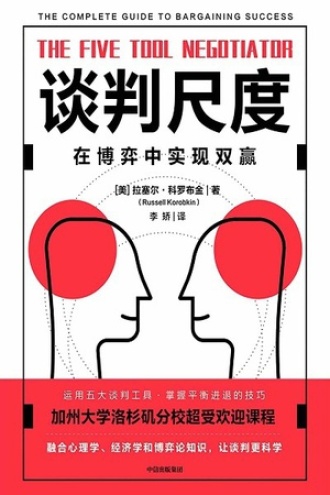 THE COMPLETE GUIDE TO BARGAINING SUCCESS
THE FIVE TOOL NEGOTIATOR
谈判尺度
在博弈中实现双赢
[美] 拉塞尔·科罗布金 | 著
(Russell Korobkin)
李娇 | 译
运用五大谈判工具·掌握平衡进退的技巧
加州大学洛杉矶分校超受欢迎课程
融合心理学、经济学和博弈论知识，让谈判更科学
中信出版集团